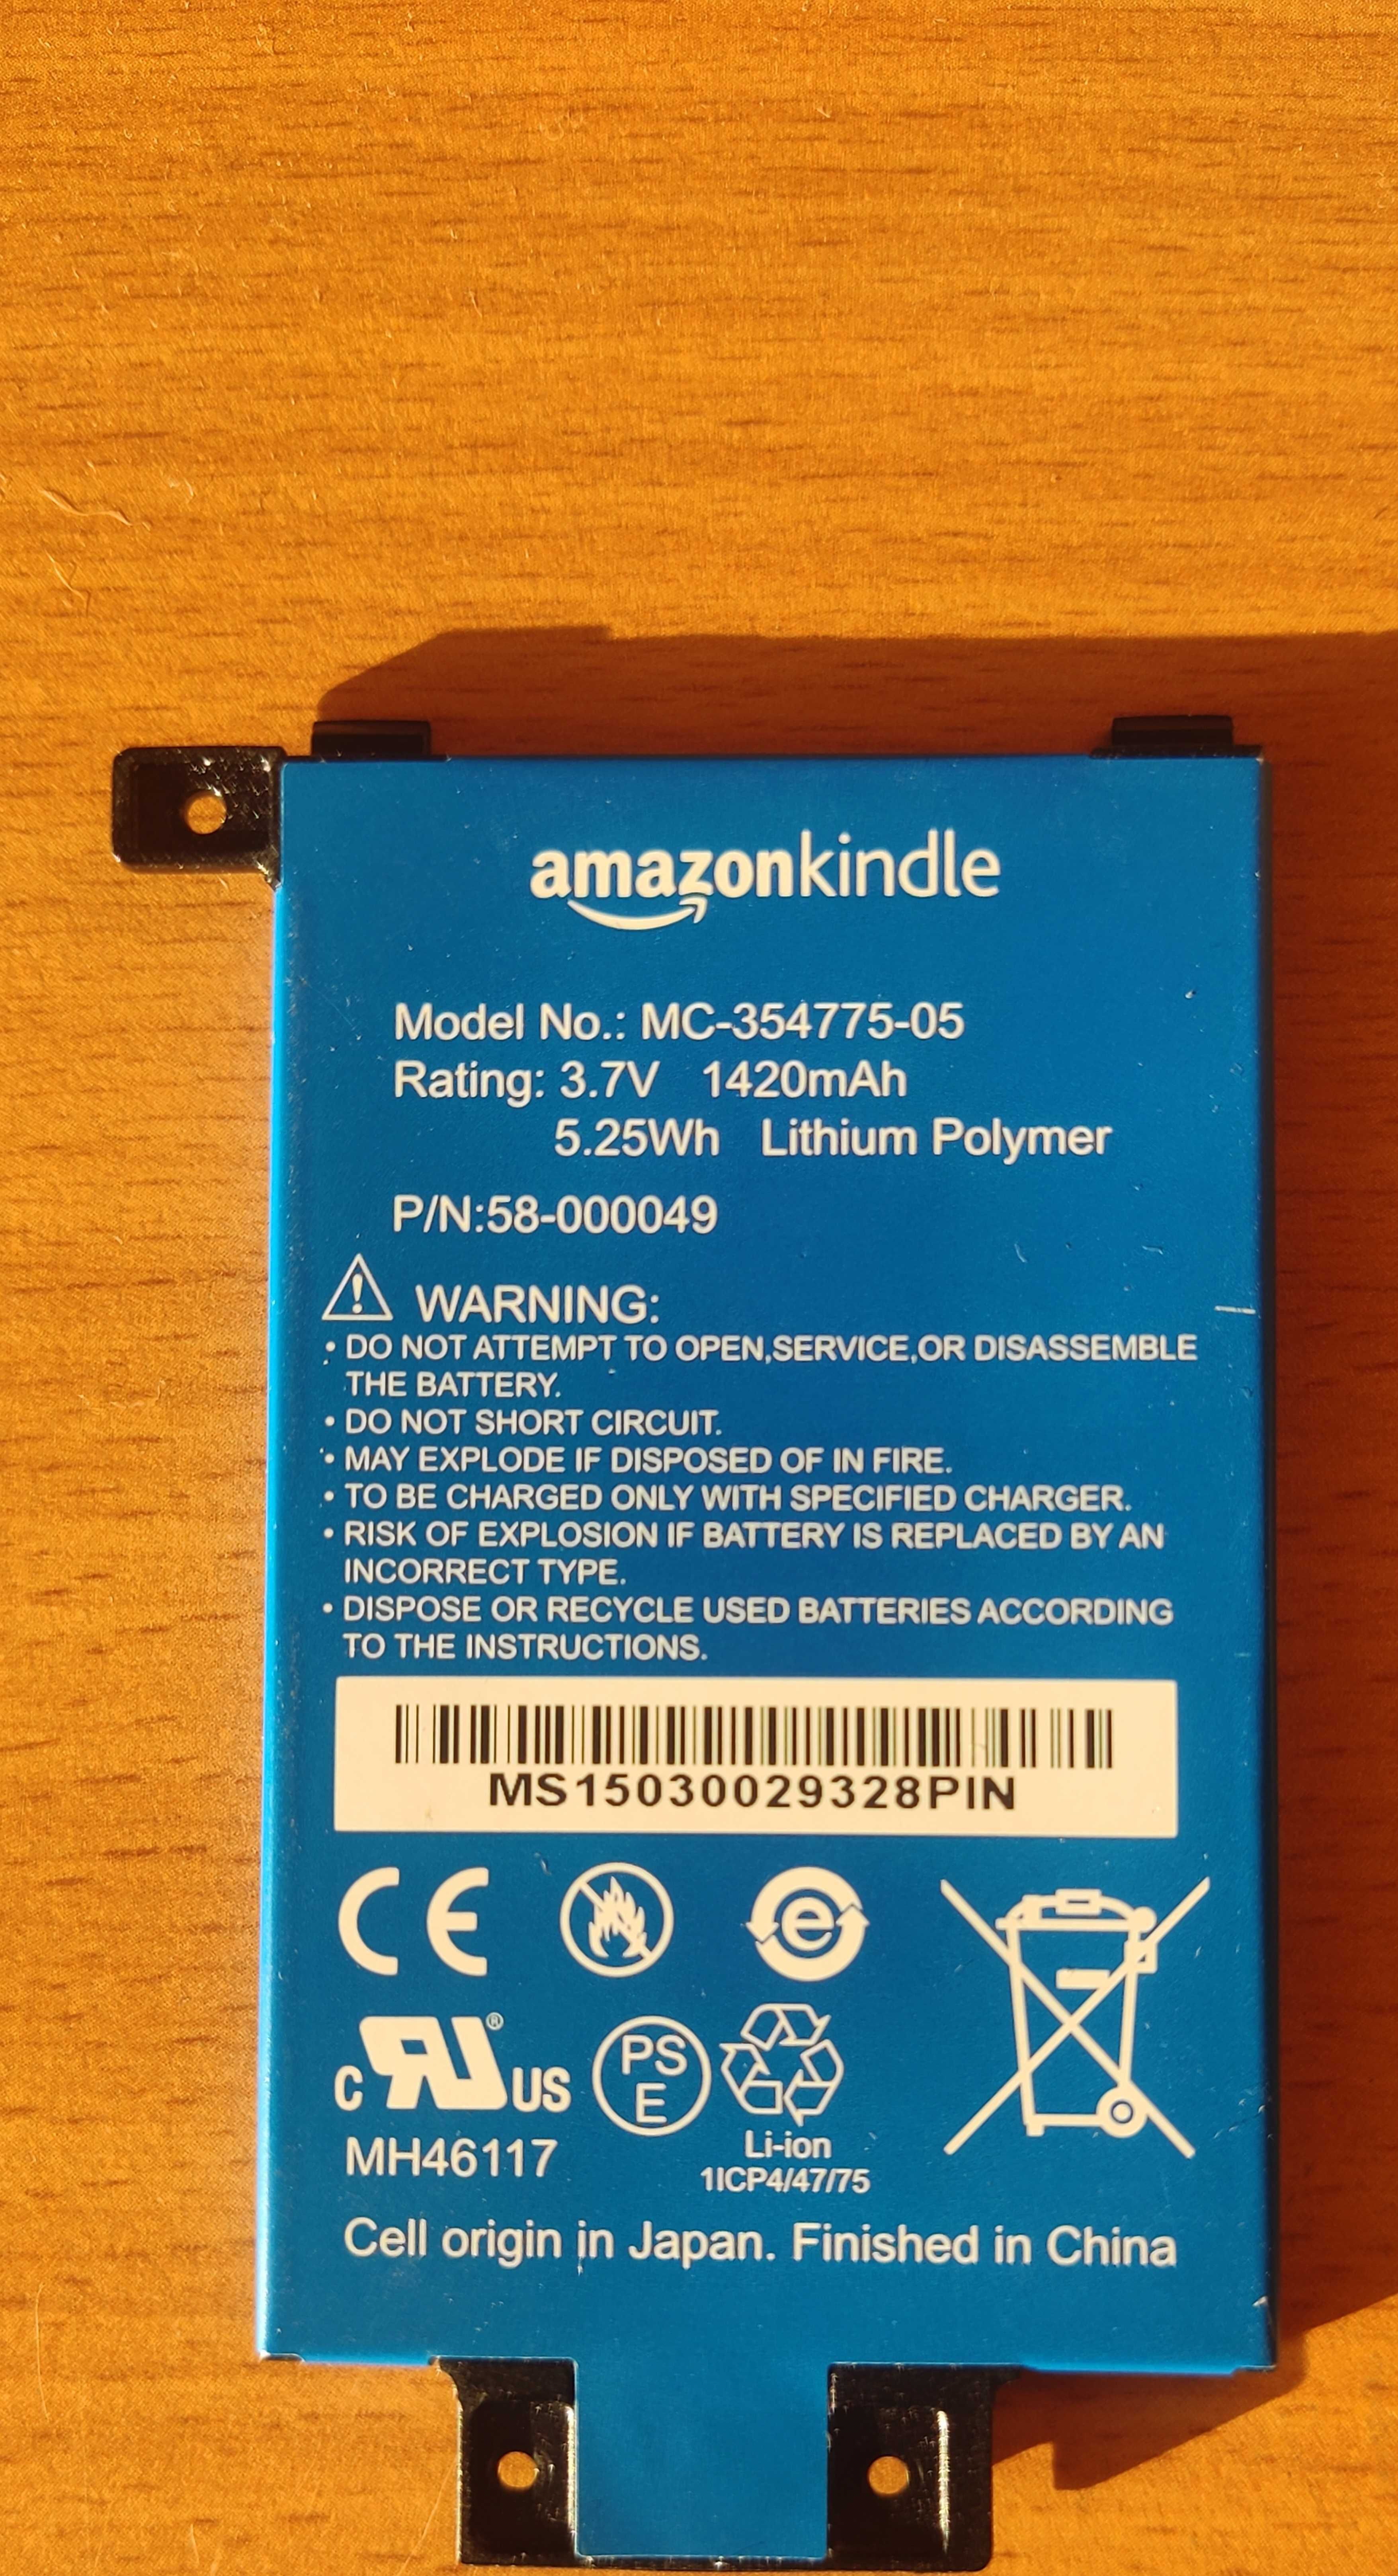 amazonkindle
Model No.: MC-354775-05
Rating: 3.7V 1420mAh
5.25Wh Lithium Polymer
P/N:58-000049
WARNING:
• DO NOT ATTEMPT TO OPEN,SERVICE,OR DISASSEMBLE
THE BATTERY.
• DO NOT SHORT CIRCUIT.
• MAY EXPLODE IF DISPOSED OF IN FIRE.
• TO BE CHARGED ONLY WITH SPECIFIED CHARGER.
• RISK OF EXPLOSION IF BATTERY IS REPLACED BY AN
INCORRECT TYPE.
• DISPOSE OR RECYCLE USED BATTERIES ACCORDING
TO THE INSTRUCTIONS.
MS15030029328PIN
CE e
c RU ® US PS
E
Li-ion
MH46117 1ICP4/47/75
Cell origin in Japan. Finished in China